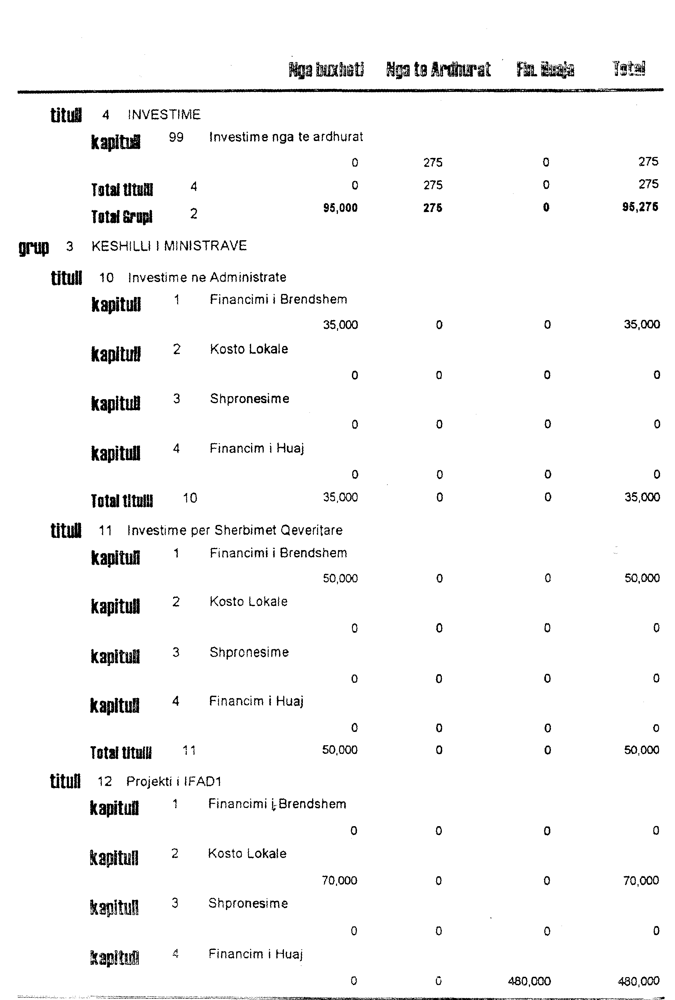 Nga buxheti Nga te Ardhurat Fin. Huaja Total
titull 4 INVESTIME
kapitull 99 Investime nga te ardhurat
0 275 0 275
Total titulli 4 0 275 0 275
Total Grupi 2 95,000 275 0 95,275
grup 3 KESHILLI I MINISTRAVE
titull 10 Investime ne Administrate
kapitull 1 Financimi i Brendshem
35,000 0 0 35,000
kapitull 2 Kosto Lokale
0 0 0 0
kapitull 3 Shpronesime
0 0 0 0
kapitull 4 Financim i Huaj
0 0 0 0
Total titulli 10 35,000 0 0 35,000
titull 11 Investime per Sherbimet Qeveritare
kapitull 1 Financimi i Brendshem
50,000 0 0 50,000
kapitull 2 Kosto Lokale
0 0 0 0
kapitull 3 Shpronesime
0 0 0 0
kapitull 4 Financim i Huaj
0 0 0 0
Total titulli 11 50,000 0 0 50,000
titull 12 Projekti i IFAD1
kapitull 1 Financimi i Brendshem
0 0 0 0
kapitull 2 Kosto Lokale
70,000 0 0 70,000
kapitull 3 Shpronesime
0 0 0 0
kapitull 4 Financim i Huaj
0 0 480,000 480,000